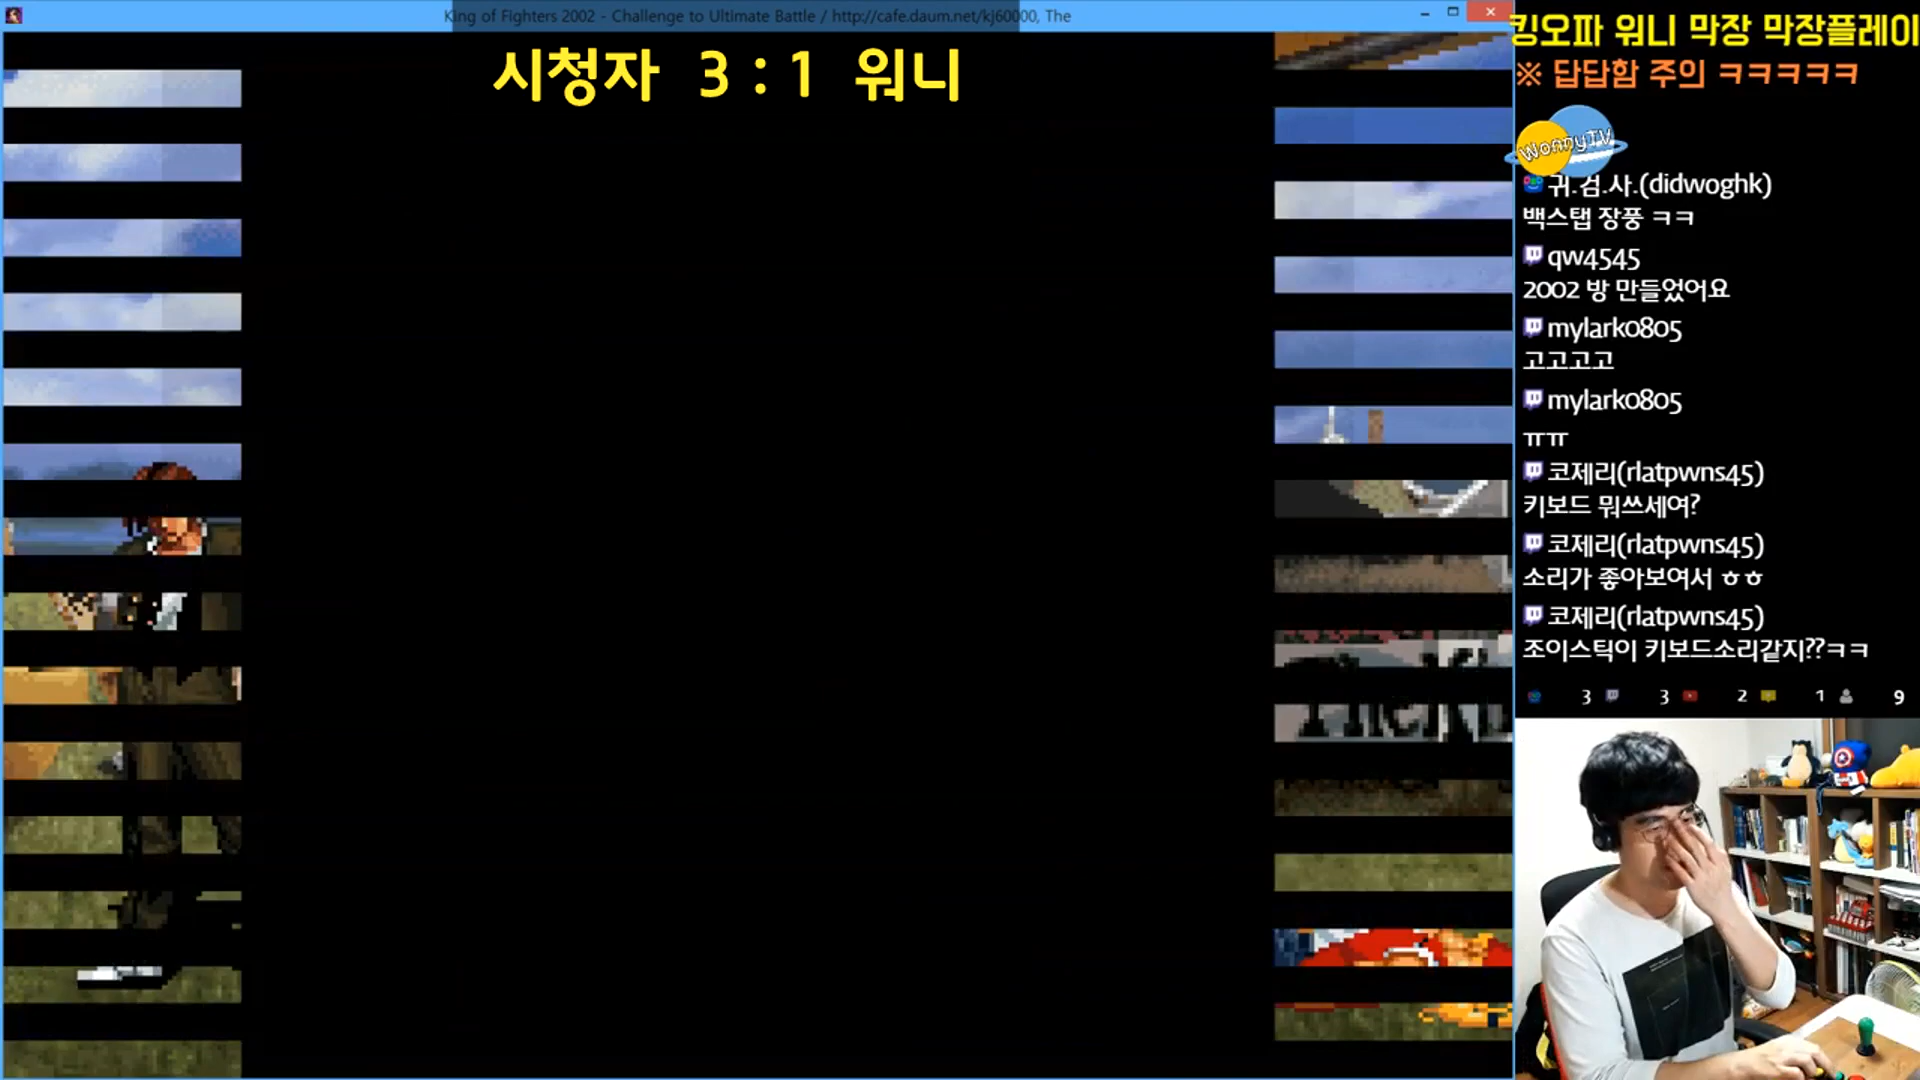 King of Fighters 2002 - Challenge to Ultimate Battle / http://cafe.daum.net/kj60000, The
시청자 3 : 1 워니
킹오파 워니 막장 막장플레이
※ 답답함 주의 ㅋㅋㅋㅋㅋ
WonnyTV
귀.검.사.(didwoghk)
백스탭 장풍 ㅋㅋ
qw4545
2002 방 만들었어요
mylark0805
고고고고
mylark0805
ㅠㅠ
코제리(rlatpwns45)
키보드 뭐쓰세여?
코제리(rlatpwns45)
소리가 좋아보여서 ㅎㅎ
코제리(rlatpwns45)
조이스틱이 키보드소리같지??ㅋㅋ
3 3 2 1 9